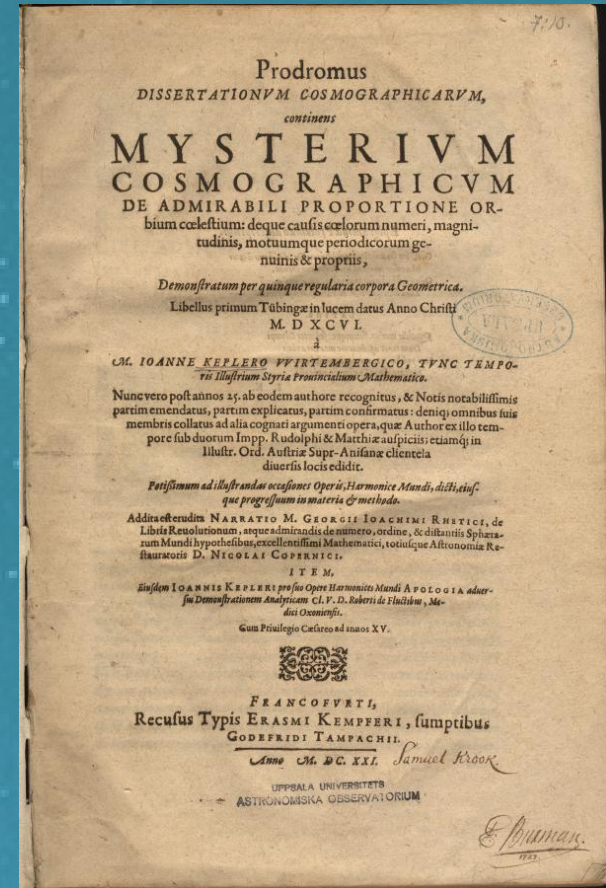 7:10.
Prodromus
DISSERTATIONVM COSMOGRAPHICARVM,
continens
MYSTERIVM
COSMOGRAPHICVM
DE ADMIRABILI PROPORTIONE OR-
bium cœlestium: deque causis cœlorum numeri, magni-
tudinis, motuumque periodicorum ge-
nuinis & propriis,
Demonstratum per quinque regularia corpora Geometrica.
Libellus primum Tübingæ in lucem datus Anno Christi
M. D XCVI.
à
M. IOANNE KEPLERO VVIRTEMBERGICO, TVNC TEMPO-
ris Illustrium Styriæ Prouincialium Mathematico.
Nunc vero post annos 25. ab eodem authore recognitus, & Notis notabilissimis
partim emendatus, partim explicatus, partim confirmatus: deniq; omnibus suis
membris collatus ad alia cognati argumenti opera, quæ Author ex illo tem-
pore sub duorum Impp. Rudolphi & Matthiæ auspiciis; etiamq́; in
Illustr. Ord. Austriæ Supr-Anisanæ clientela
diversis locis edidit.
Potissimum ad illustrandas occasiones Operis, Harmonice Mundi, dicti, eius-
que progressuum in materia & methodo.
Addita est erudita NARRATIO M. GEORGII IOACHIMI RHETICI, de
Libris Reuolutionum, atque admirandis de numero, ordine, & distantiis Sphæra-
rum Mundi hypothesibus, excellentissimi Mathematici, totiusque Astronomiæ Re-
stauratoris D. NICOLAI COPERNICI.
ITEM,
Eiusdem IOANNIS KEPLERI pro suo Opere Harmonices Mundi APOLOGIA aduer-
sus Demonstrationem Analyticam Cl. V. D. Roberti de Fluctibus, Me-
dici Oxoniensis.
Cum Priuilegio Cæsareo ad annos XV.
FRANCOFVRTI,
Recusus Typis ERASMI KEMPFERI, sumptibus
GODEFRIDI TAMPACHII.
Anno M. DC. XXI.
Samuel Krook.
UPPSALA UNIVERSITETS
ASTRONOMISKA OBSERVATORIUM
E. Burman.